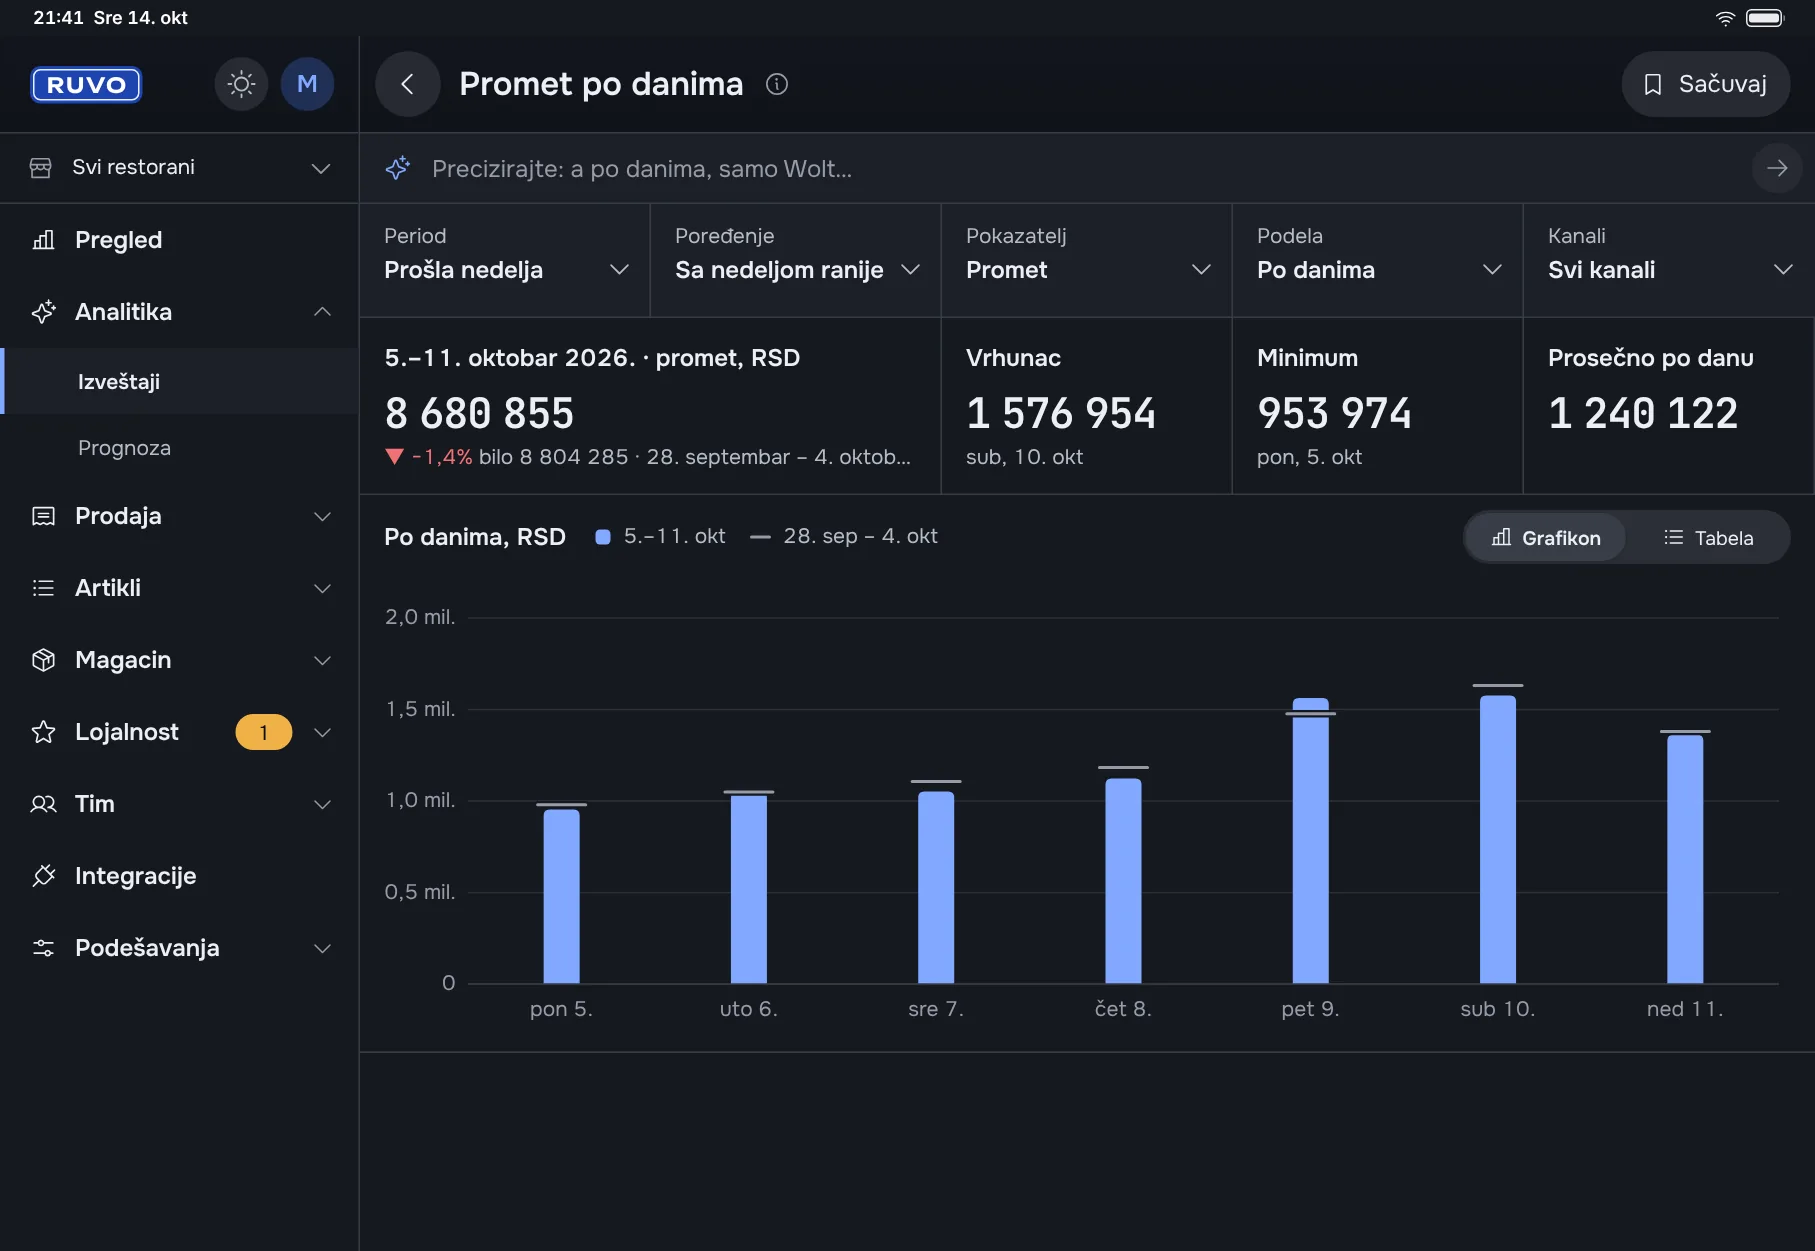 21:41 Sre 14. okt
RUVO
M
Promet po danima
Sačuvaj
Svi restorani
Precizirajte: a po danima, samo Wolt...
Pregled
Analitika
Izveštaji
Prognoza
Prodaja
Artikli
Magacin
Lojalnost 1
Tim
Integracije
Podešavanja
Period
Prošla nedelja
Poređenje
Sa nedeljom ranije
Pokazatelj
Promet
Podela
Po danima
Kanali
Svi kanali
5.–11. oktobar 2026. · promet, RSD
8 680 855
▼ -1,4% bilo 8 804 285 · 28. septembar – 4. oktob...
Vrhunac
1 576 954
sub, 10. okt
Minimum
953 974
pon, 5. okt
Prosečno po danu
1 240 122
Po danima, RSD 5.–11. okt 28. sep – 4. okt
Grafikon Tabela
2,0 mil.
1,5 mil.
1,0 mil.
0,5 mil.
0
pon 5. uto 6. sre 7. čet 8. pet 9. sub 10. ned 11.